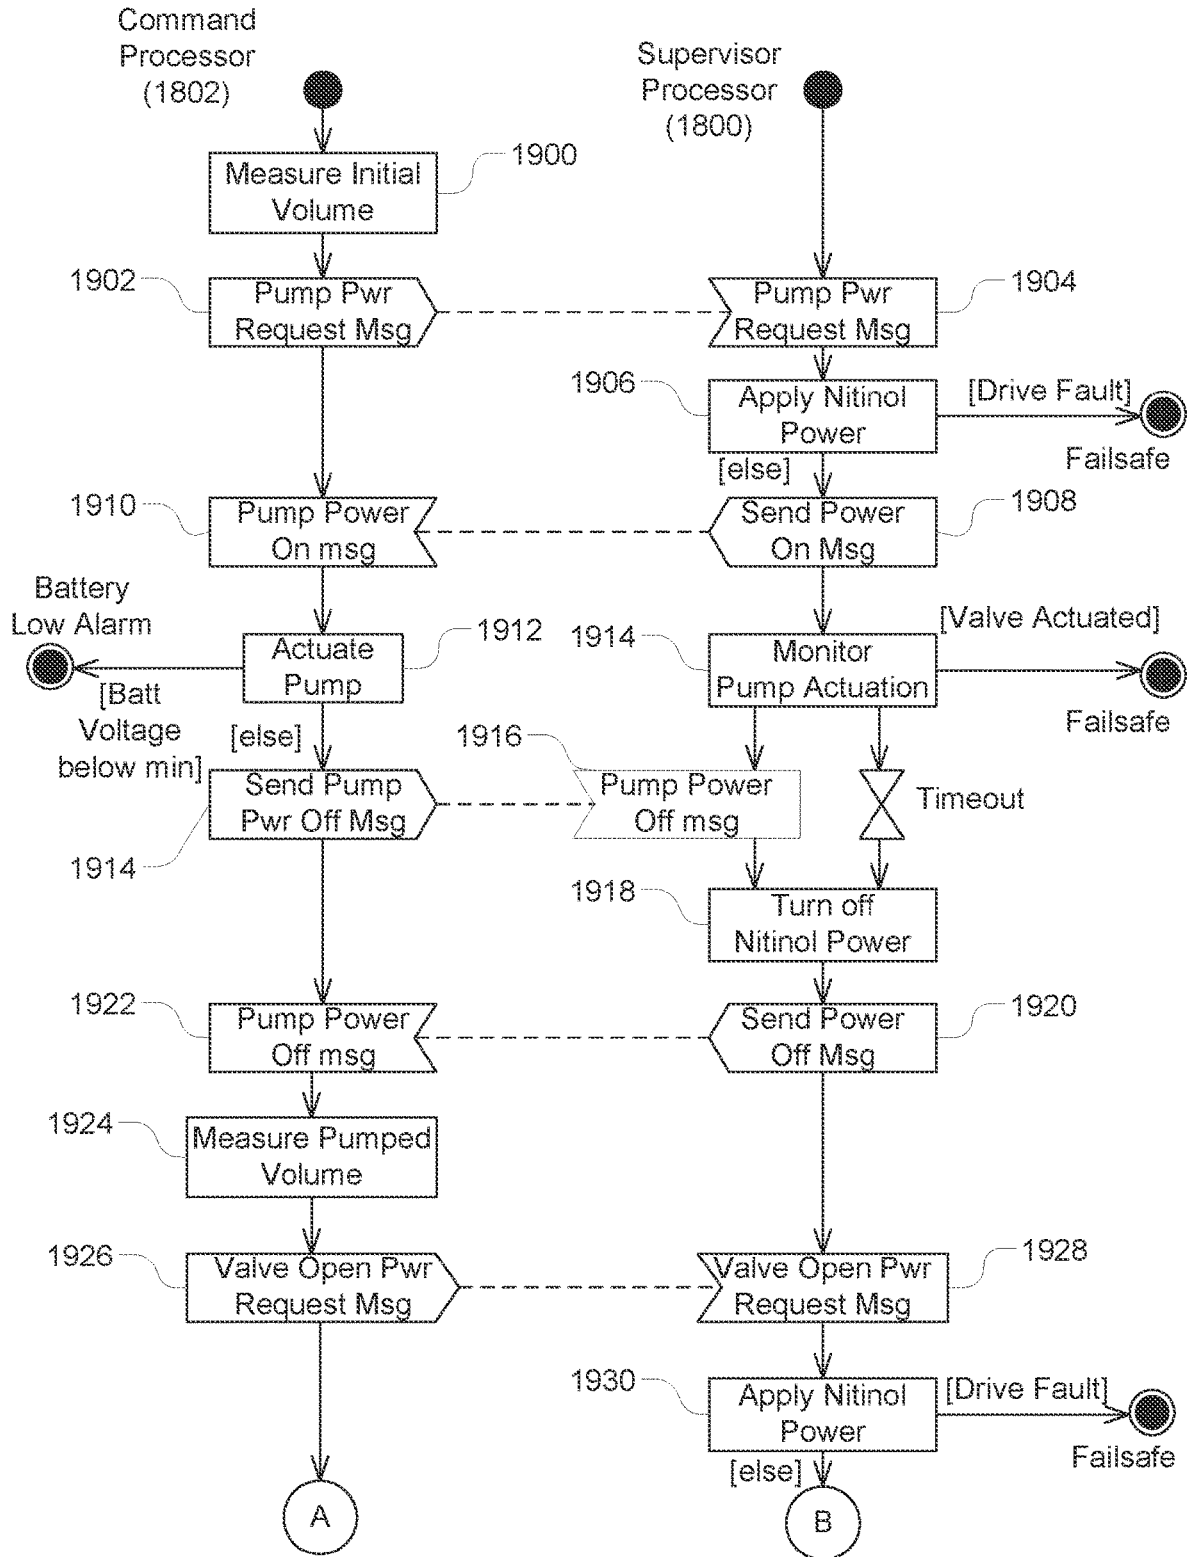 Command
Processor
(1802)
Supervisor
Processor
(1800)
Measure Initial
Volume
1900
1902
Pump Pwr
Request Msg
Pump Pwr
Request Msg
1904
1906
Apply Nitinol
Power
[Drive Fault]
Failsafe
[else]
1910
Pump Power
On msg
Send Power
On Msg
1908
Battery
Low Alarm
Actuate
Pump
1912
1914
Monitor
Pump Actuation
[Valve Actuated]
Failsafe
[Batt
Voltage
below min]
[else]
1916
Send Pump
Pwr Off Msg
Pump Power
Off msg
Timeout
1914
1918
Turn off
Nitinol Power
1922
Pump Power
Off msg
Send Power
Off Msg
1920
1924
Measure Pumped
Volume
1926
Valve Open Pwr
Request Msg
Valve Open Pwr
Request Msg
1928
1930
Apply Nitinol
Power
[Drive Fault]
Failsafe
[else]
A
B